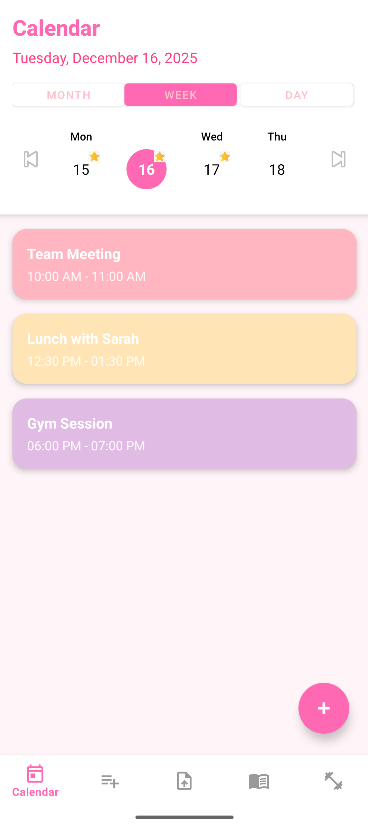 Calendar
Tuesday, December 16, 2025
MONTH WEEK DAY
Mon Wed Thu
15 16 17 18
Team Meeting
10:00 AM - 11:00 AM
Lunch with Sarah
12:30 PM - 01:30 PM
Gym Session
06:00 PM - 07:00 PM
+
Calendar